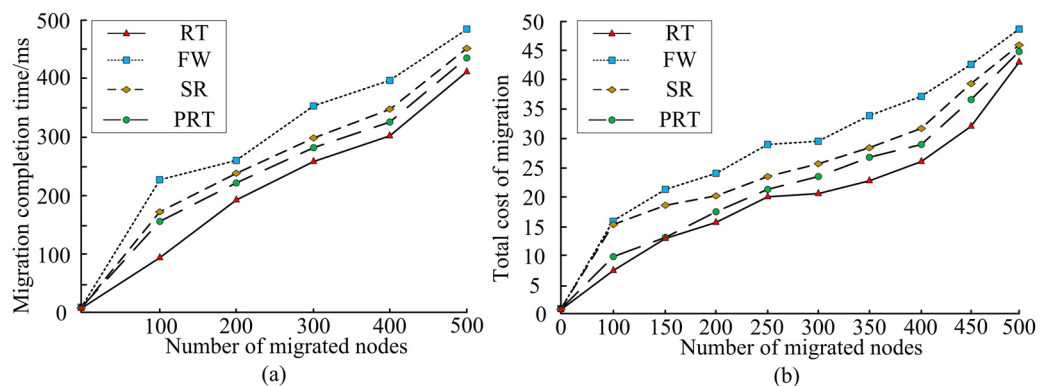 Migration completion time/ms
500
400
300
200
100
0
RT
FW
SR
PRT
100 200 300 400 500
Number of migrated nodes
(a)
Total cost of migration
50
45
40
35
30
25
20
15
10
5
0
RT
FW
SR
PRT
0 100 150 200 250 300 350 400 450 500
Number of migrated nodes
(b)